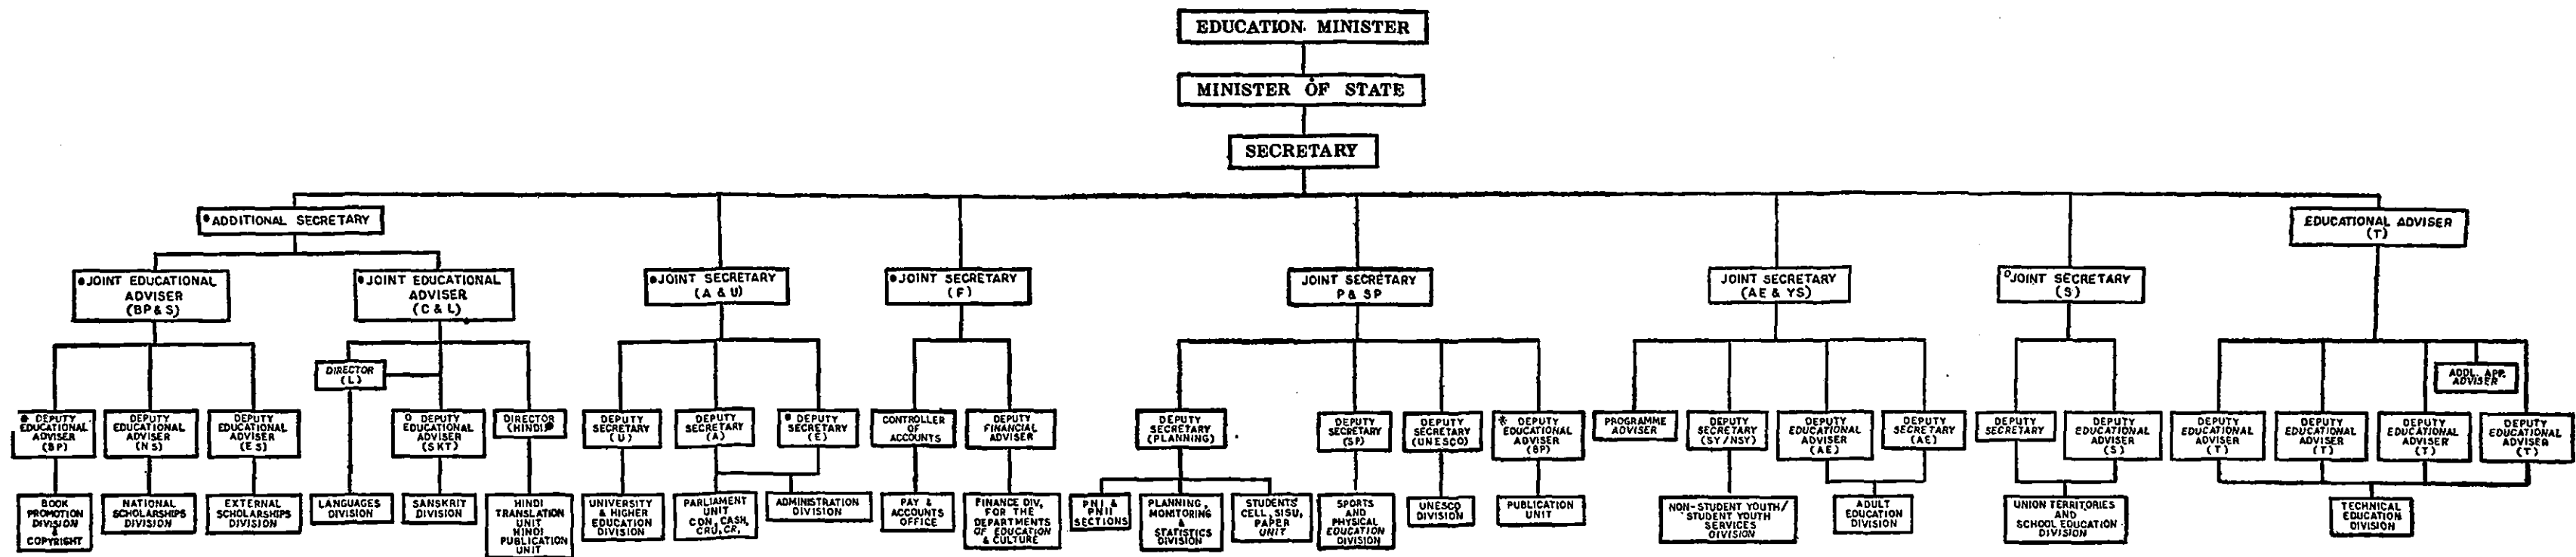 EDUCATION MINISTER
MINISTER OF STATE
SECRETARY
ADDITIONAL SECRETARY
EDUCATIONAL ADVISER
(T)
JOINT EDUCATIONAL
ADVISER
(BP & S)
JOINT EDUCATIONAL
ADVISER
(C & L)
JOINT SECRETARY
(A & U)
JOINT SECRETARY
(F)
JOINT SECRETARY
P & SP
JOINT SECRETARY
(AE & YS)
JOINT SECRETARY
(S)
DIRECTOR
(L)
ADDL. APP.
ADVISER
DEPUTY
EDUCATIONAL
ADVISER
(BP)
DEPUTY
EDUCATIONAL
ADVISER
(NS)
DEPUTY
EDUCATIONAL
ADVISER
(ES)
DEPUTY
EDUCATIONAL
ADVISER
(SKT)
DIRECTOR
(HINDI)
DEPUTY
SECRETARY
(U)
DEPUTY
SECRETARY
(A)
DEPUTY
SECRETARY
(E)
CONTROLLER
OF
ACCOUNTS
DEPUTY
FINANCIAL
ADVISER
DEPUTY
SECRETARY
(PLANNING)
DEPUTY
SECRETARY
(SP)
DEPUTY
SECRETARY
(UNESCO)
* DEPUTY
EDUCATIONAL
ADVISER
(BP)
PROGRAMME
ADVISER
DEPUTY
SECRETARY
(SY/NSY)
DEPUTY
EDUCATIONAL
ADVISER
(AE)
DEPUTY
SECRETARY
(AE)
DEPUTY
SECRETARY
DEPUTY
EDUCATIONAL
ADVISER
(S)
DEPUTY
EDUCATIONAL
ADVISER
(T)
DEPUTY
EDUCATIONAL
ADVISER
(T)
DEPUTY
EDUCATIONAL
ADVISER
(T)
DEPUTY
EDUCATIONAL
ADVISER
(T)
BOOK
PROMOTION
DIVISION
&
COPYRIGHT
NATIONAL
SCHOLARSHIPS
DIVISION
EXTERNAL
SCHOLARSHIPS
DIVISION
LANGUAGES
DIVISION
SANSKRIT
DIVISION
HINDI
TRANSLATION
UNIT
HINDI
PUBLICATION
UNIT
UNIVERSITY
& HIGHER
EDUCATION
DIVISION
PARLIAMENT
UNIT
CDN, CASH,
CRU, CR,
ADMINISTRATION
DIVISION
PAY &
ACCOUNTS
OFFICE
FINANCE DIV,
FOR THE
DEPARTMENTS
OF EDUCATION
& CULTURE
PNI &
PNII
SECTIONS
PLANNING,
MONITORING
&
STATISTICS
DIVISION
STUDENTS'
CELL, SISU,
PAPER
UNIT
SPORTS
AND
PHYSICAL
EDUCATION
DIVISION
UNESCO
DIVISION
PUBLICATION
UNIT
NON-STUDENT YOUTH/
STUDENT YOUTH
SERVICES
DIVISION
ADULT
EDUCATION
DIVISION
UNION TERRITORIES
AND
SCHOOL EDUCATION
DIVISION
TECHNICAL
EDUCATION
DIVISION